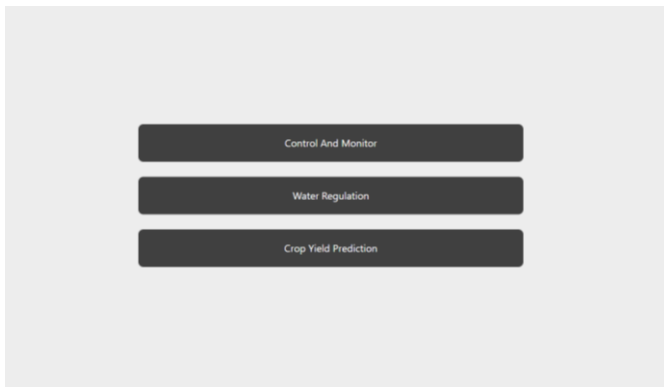 Control And Monitor
Water Regulation
Crop Yield Prediction